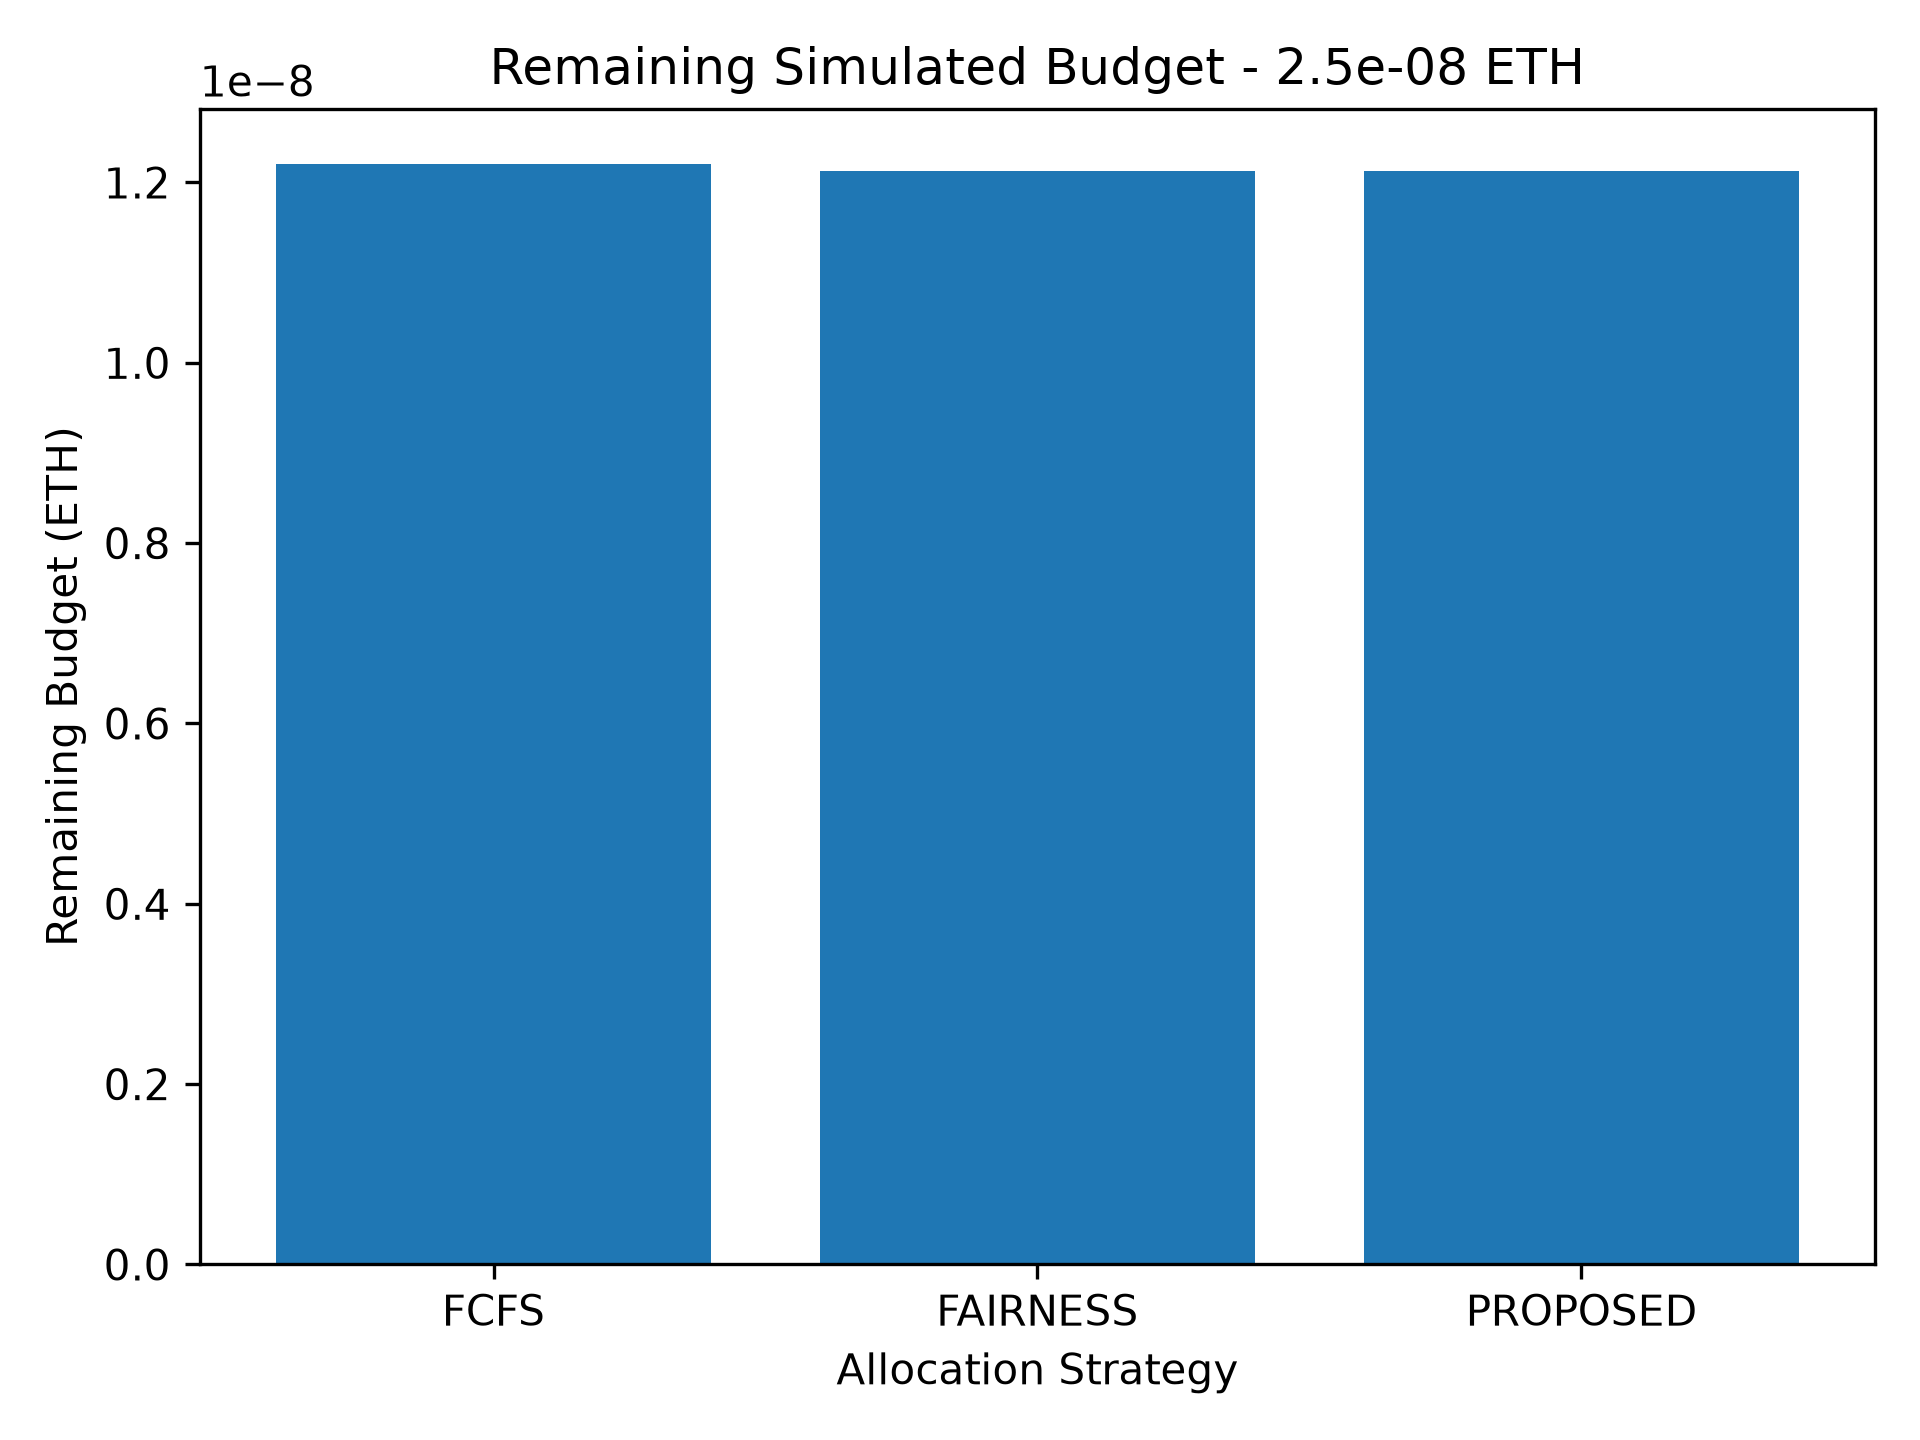 Remaining Simulated Budget - 2.5e-08 ETH
1e−8
1.2
1.0
0.8
0.6
0.4
0.2
0.0
Remaining Budget (ETH)
FCFS FAIRNESS PROPOSED
Allocation Strategy